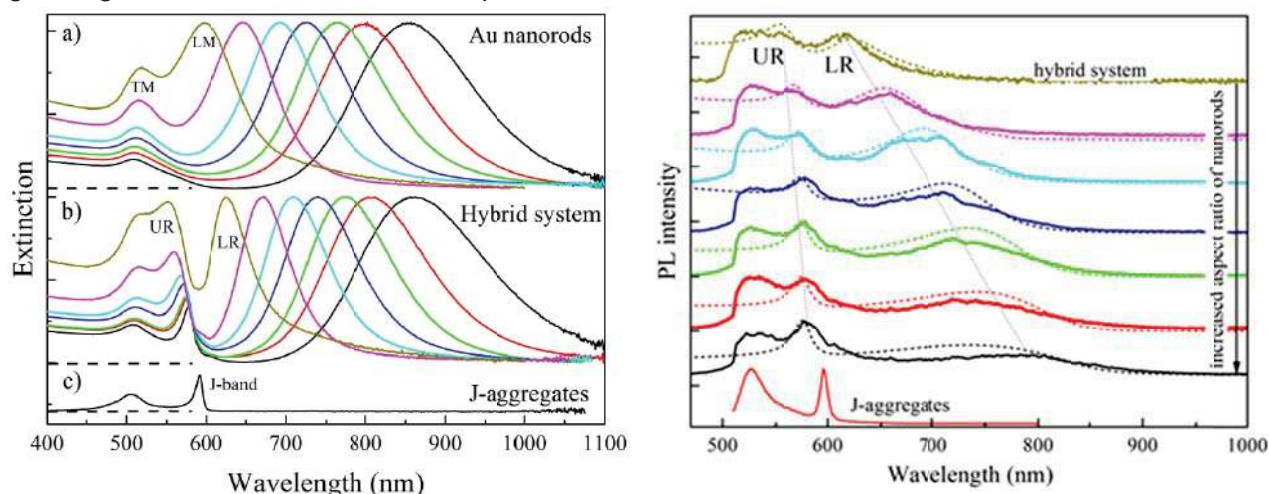 a)
LM
Au nanorods
TM
b)
Hybrid system
UR
LR
c)
J-band
J-aggregates
Extinction
400 500 600 700 800 900 1000 1100
Wavelength (nm)
UR
LR
hybrid system
increased aspect ratio of nanorods
PL intensity
J-aggregates
500 600 700 800 900 1000
Wavelength (nm)